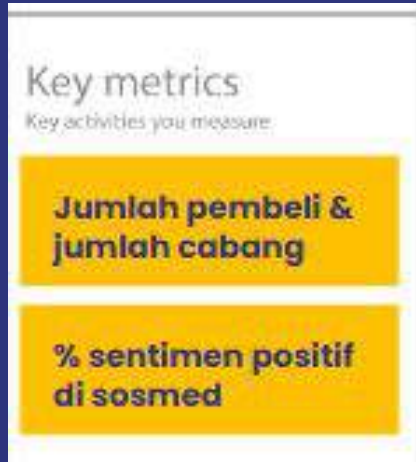 Key metrics
Key activities you measure
Jumlah pembeli &
jumlah cabang
% sentimen positif
di sosmed